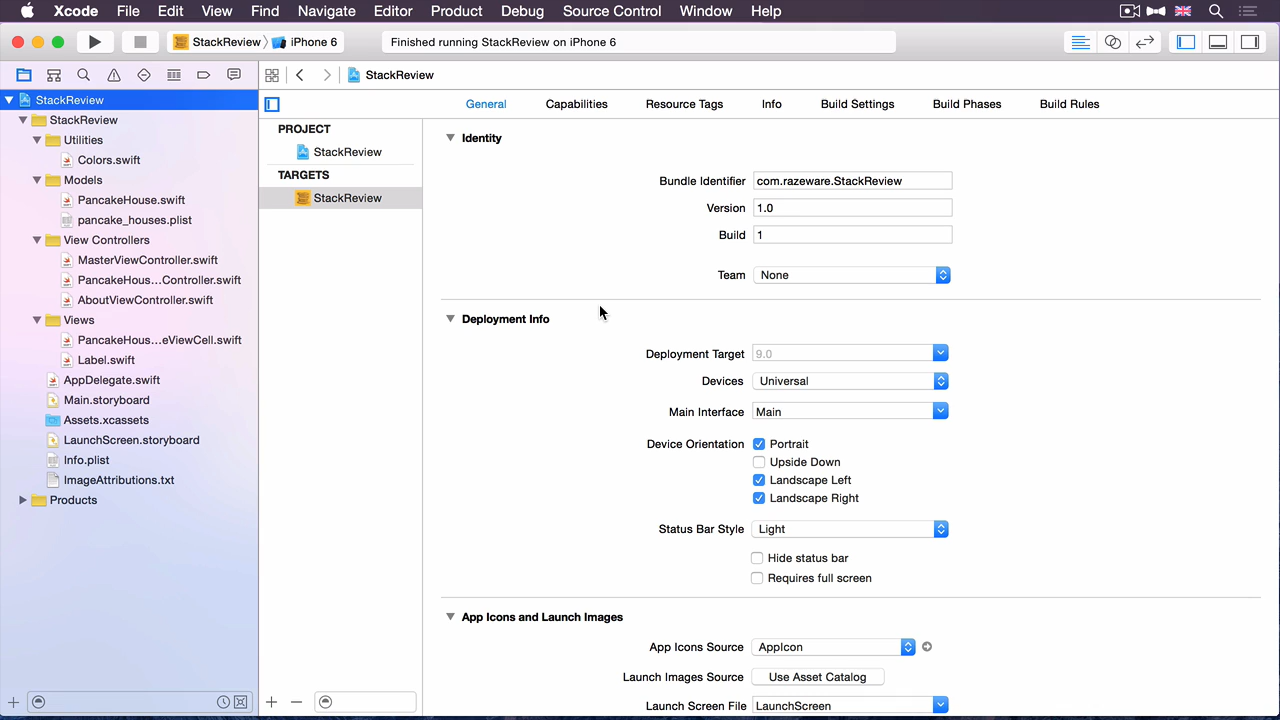 Xcode File Edit View Find Navigate Editor Product Debug Source Control Window Help
StackReview iPhone 6 Finished running StackReview on iPhone 6
StackReview
StackReview
StackReview
Utilities
Colors.swift
Models
PancakeHouse.swift
pancake_houses.plist
View Controllers
MasterViewController.swift
PancakeHous…Controller.swift
AboutViewController.swift
Views
PancakeHous…eViewCell.swift
Label.swift
AppDelegate.swift
Main.storyboard
Assets.xcassets
LaunchScreen.storyboard
Info.plist
ImageAttributions.txt
Products
General Capabilities Resource Tags Info Build Settings Build Phases Build Rules
PROJECT
StackReview
TARGETS
StackReview
Identity
Bundle Identifier com.razeware.StackReview
Version 1.0
Build 1
Team None
Deployment Info
Deployment Target 9.0
Devices Universal
Main Interface Main
Device Orientation Portrait
Upside Down
Landscape Left
Landscape Right
Status Bar Style Light
Hide status bar
Requires full screen
App Icons and Launch Images
App Icons Source AppIcon
Launch Images Source Use Asset Catalog
Launch Screen File LaunchScreen